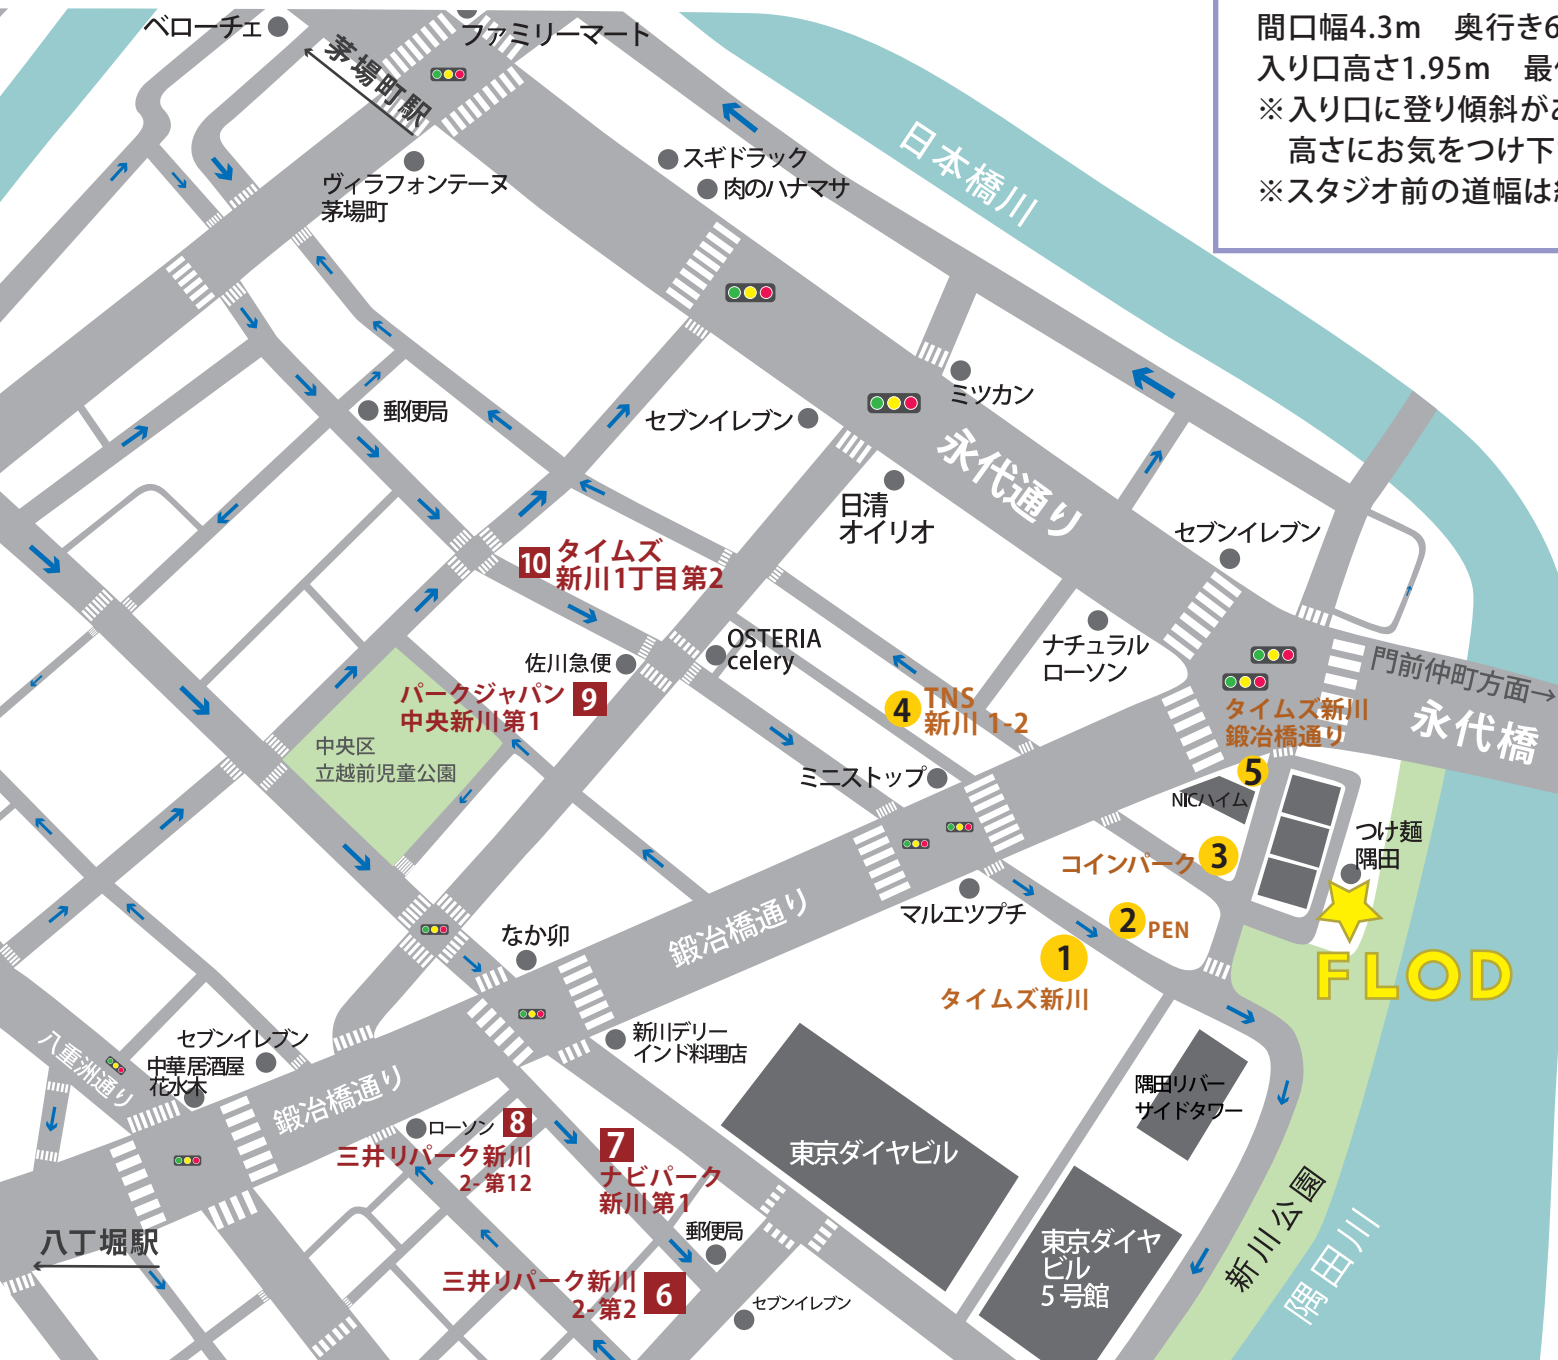 間口幅4.3m　奥行き6
入り口高さ1.95m　最
※入り口に登り傾斜が
高さにお気をつけ下
※スタジオ前の道幅は
ベローチェ
ファミリーマート
茅場町駅
ヴィラフォンテーヌ
茅場町
スギドラック
肉のハナマサ
日本橋川
郵便局
セブンイレブン
ミツカン
永代通り
日清
オイリオ
セブンイレブン
10
タイムズ
新川1丁目第2
OSTERIA
celery
佐川急便
ナチュラル
ローソン
門前仲町方面→
永代橋
パークジャパン
中央新川第1
9
4
TNS
新川 1-2
タイムズ新川
鍛冶橋通り
5
中央区
立越前児童公園
ミニストップ
NICハイム
つけ麺
隅田
コインパーク
3
マルエツプチ
2
PEN
鍛冶橋通り
なか卯
1
タイムズ新川
FLOD
八重洲通り
セブンイレブン
中華居酒屋
花水木
新川デリー
インド料理店
鍛冶橋通り
隅田リバー
サイドタワー
ローソン
8
三井リパーク新川
2-第12
7
ナビパーク
新川第1
東京ダイヤビル
八丁堀駅
郵便局
東京ダイヤ
ビル
5号館
新川公園
隅田川
三井リパーク新川
2-第2
6
セブンイレブン